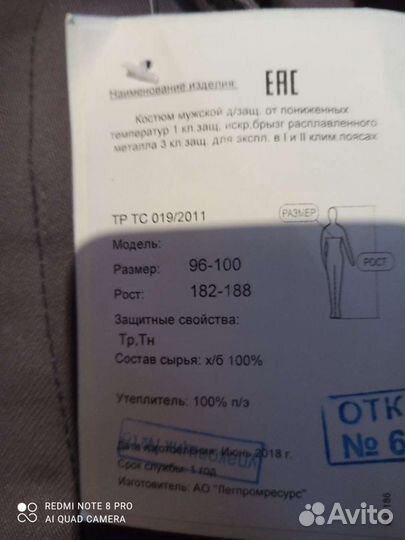 Наименование изделия:
EAC
Костюм мужской д/защ. от пониженных
температур 1 кл.защ. искр.брызг расплавленного
металла 3 кл.защ. для экспл. в I и II клим.поясах
ТР ТС 019/2011
РАЗМЕР
Модель:
Размер: 96-100
РОСТ
Рост: 182-188
Защитные свойства:
Тр,Тн
Состав сырья: х/б 100%
Утеплитель: 100% п/э
ОТК
№ 6
Дата изготовления: Июнь 2018 г.
Срок службы: 1 год
Изготовитель: АО "Легпромресурс"
REDMI NOTE 8 PRO
AI QUAD CAMERA
Avito